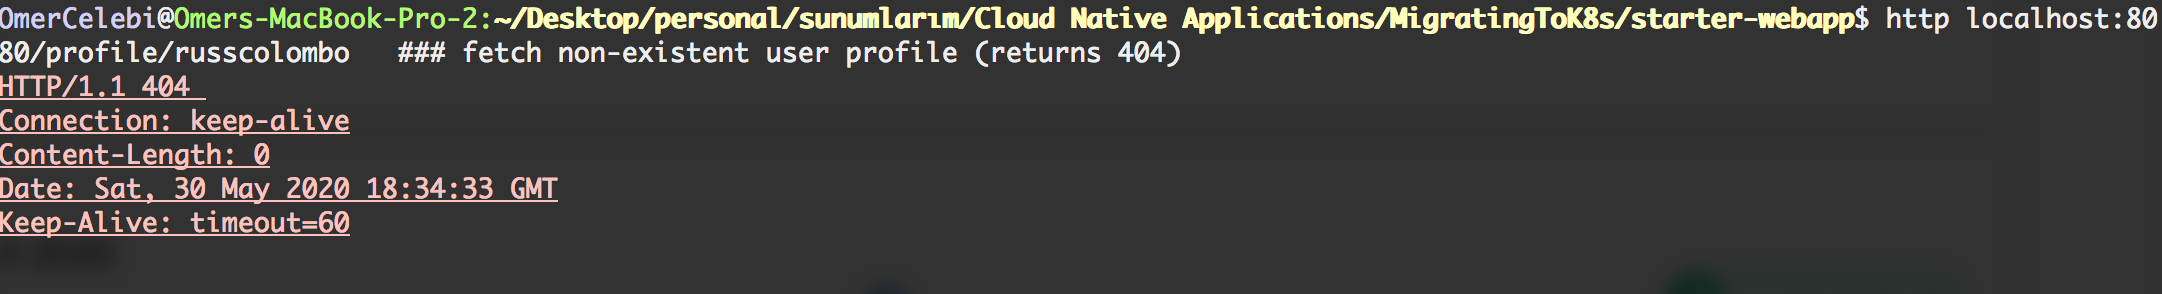 OmerCelebi@Omers-MacBook-Pro-2:~/Desktop/personal/sunumlarım/Cloud Native Applications/MigratingToK8s/starter-webapp$ http localhost:80
80/profile/russcolombo   ### fetch non-existent user profile (returns 404)
HTTP/1.1 404
Connection: keep-alive
Content-Length: 0
Date: Sat, 30 May 2020 18:34:33 GMT
Keep-Alive: timeout=60